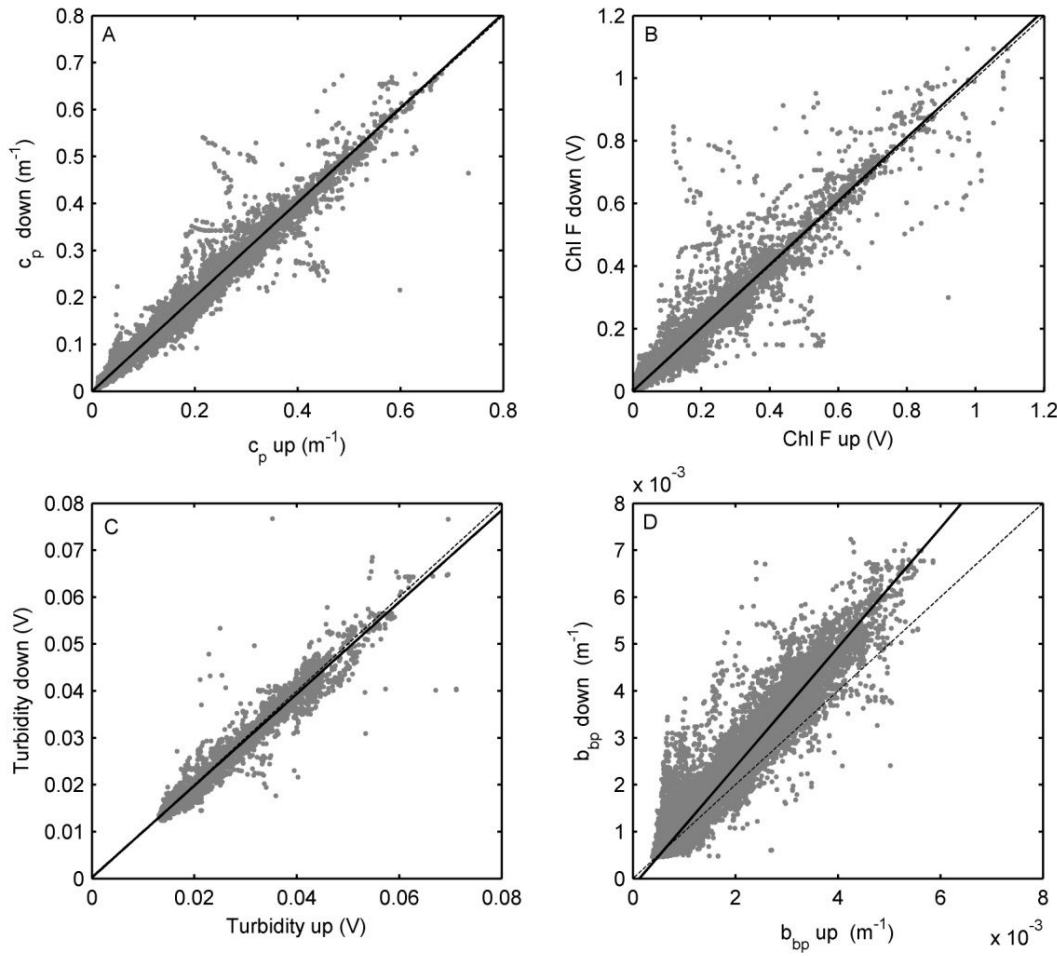 A
0.8
0.7
0.6
0.5
0.4
0.3
0.2
0.1
0
c_p down (m^-1)
0 0.2 0.4 0.6 0.8
c_p up (m^-1)
B
1.2
1
0.8
0.6
0.4
0.2
0
Chl F down (V)
0 0.2 0.4 0.6 0.8 1 1.2
Chl F up (V)
C
0.08
0.07
0.06
0.05
0.04
0.03
0.02
0.01
0
Turbidity down (V)
0 0.02 0.04 0.06 0.08
Turbidity up (V)
x 10^-3
D
8
7
6
5
4
3
2
1
0
b_bp down (m^-1)
0 2 4 6 8
b_bp up (m^-1)
x 10^-3